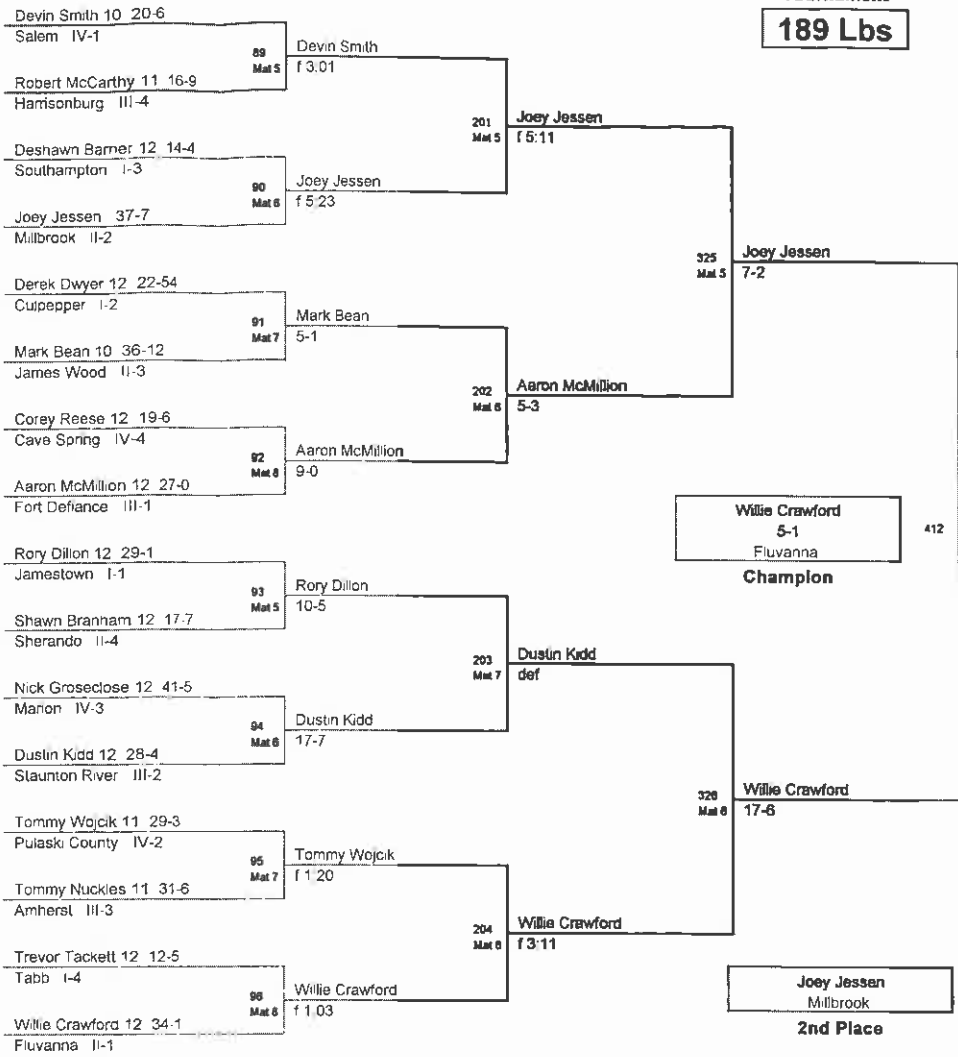 189 Lbs
Devin Smith 10 20-6
Salem IV-1
89
Mat 5
Devin Smith
f 3:01
Robert McCarthy 11 16-9
Harrisonburg III-4
201
Mat 5
Joey Jessen
f 5:11
Deshawn Barner 12 14-4
Southampton I-3
90
Mat 6
Joey Jessen
f 5:23
Joey Jessen 37-7
Millbrook II-2
325
Mat 5
Joey Jessen
7-2
Derek Dwyer 12 22-54
Culpepper I-2
91
Mat 7
Mark Bean
5-1
Mark Bean 10 36-12
James Wood II-3
202
Mat 6
Aaron McMillion
5-3
Corey Reese 12 19-6
Cave Spring IV-4
92
Mat 8
Aaron McMillion
9-0
Aaron McMillion 12 27-0
Fort Defiance III-1
Willie Crawford
5-1
Fluvanna
412
Champion
Rory Dillon 12 29-1
Jamestown I-1
93
Mat 5
Rory Dillon
10-5
Shawn Branham 12 17-7
Sherando II-4
203
Mat 7
Dustin Kidd
def
Nick Groseclose 12 41-5
Marion IV-3
94
Mat 6
Dustin Kidd
17-7
Dustin Kidd 12 28-4
Staunton River III-2
326
Mat 6
Willie Crawford
17-6
Tommy Wojcik 11 29-3
Pulaski County IV-2
95
Mat 7
Tommy Wojcik
f 1:20
Tommy Nuckles 11 31-6
Amherst III-3
204
Mat 8
Willie Crawford
f 3:11
Trevor Tackett 12 12-5
Tabb I-4
96
Mat 8
Willie Crawford
f 1:03
Willie Crawford 12 34-1
Fluvanna II-1
Joey Jessen
Millbrook
2nd Place